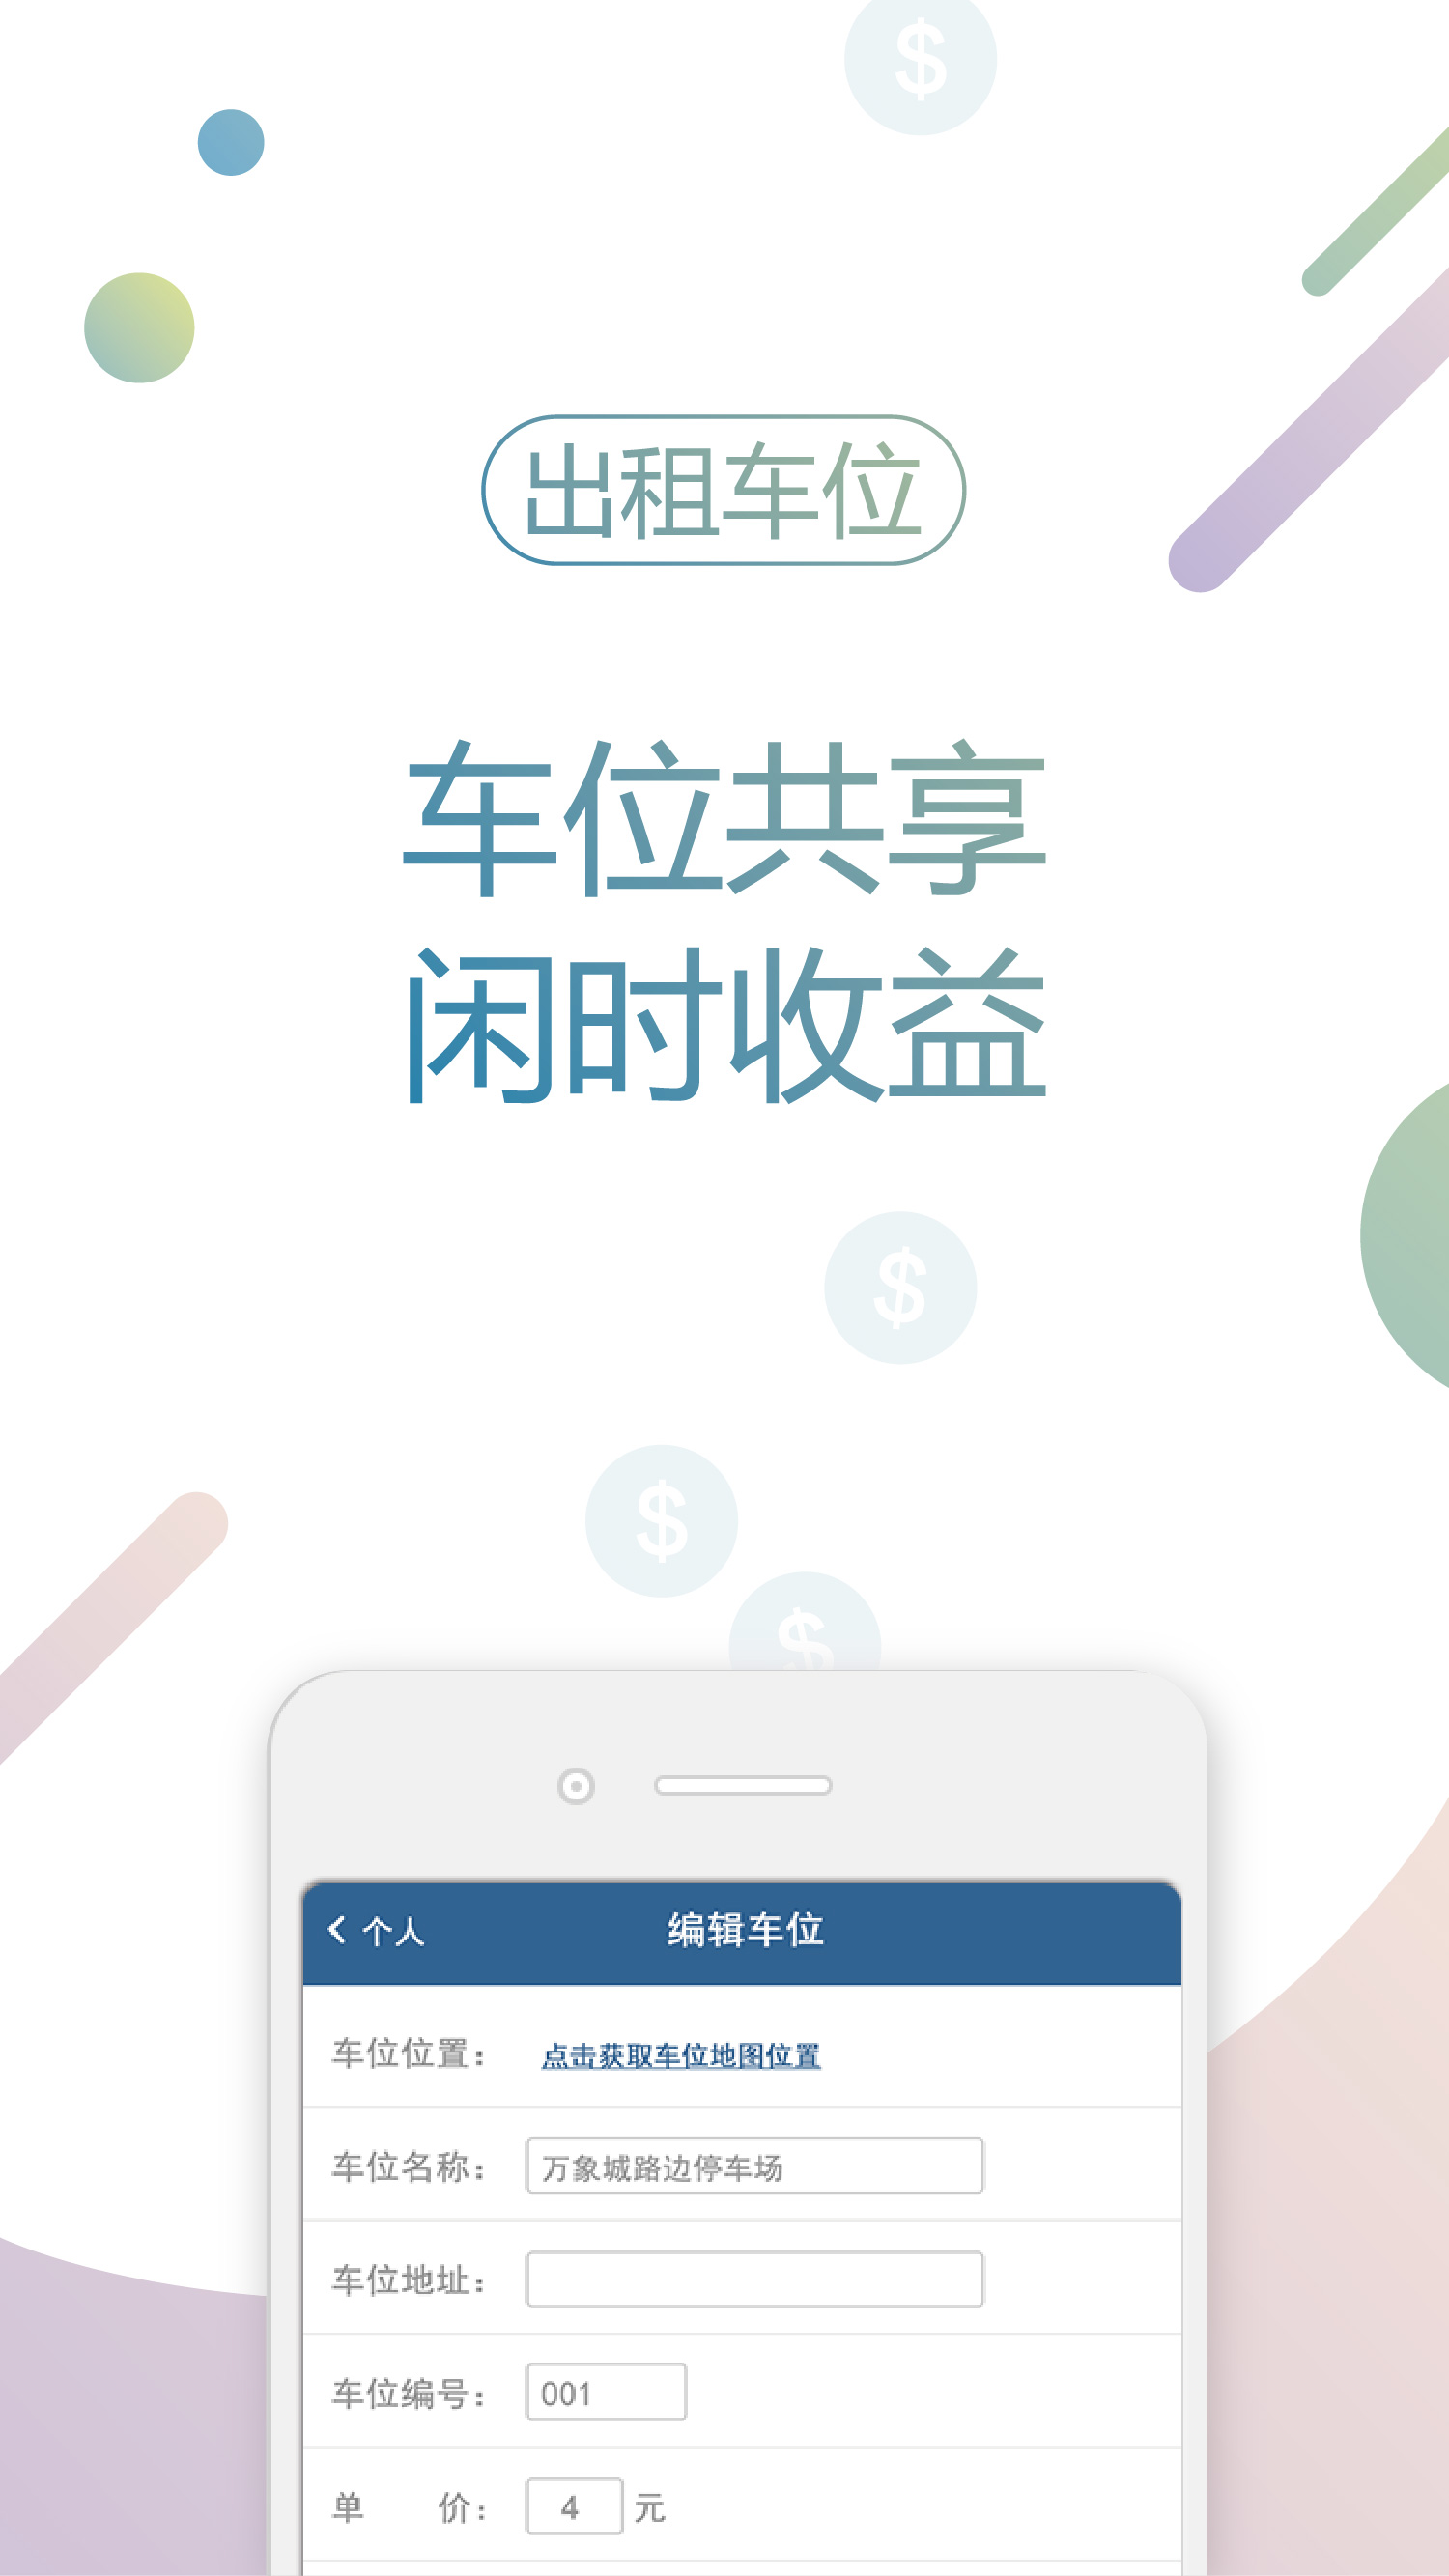 $
出租车位
车位共享
闲时收益
$
$
$
个人 编辑车位
车位位置： 点击获取车位地图位置
车位名称： 万象城路边停车场
车位地址：
车位编号： 001
单 价： 4 元